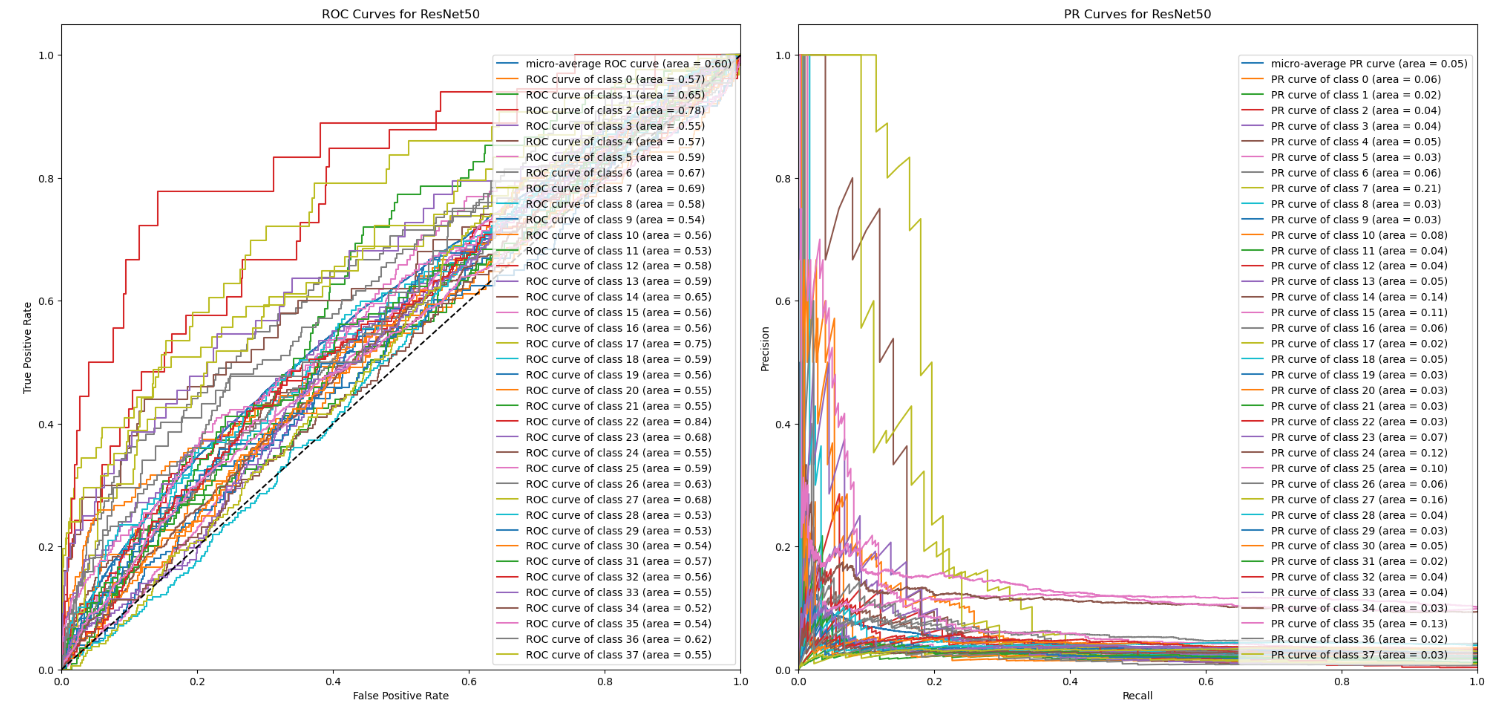 ROC Curves for ResNet50
True Positive Rate
1.0
0.8
0.6
0.4
0.2
0.0
micro-average ROC curve (area = 0.60)
ROC curve of class 0 (area = 0.57)
ROC curve of class 1 (area = 0.65)
ROC curve of class 2 (area = 0.78)
ROC curve of class 3 (area = 0.55)
ROC curve of class 4 (area = 0.57)
ROC curve of class 5 (area = 0.59)
ROC curve of class 6 (area = 0.67)
ROC curve of class 7 (area = 0.69)
ROC curve of class 8 (area = 0.58)
ROC curve of class 9 (area = 0.54)
ROC curve of class 10 (area = 0.56)
ROC curve of class 11 (area = 0.53)
ROC curve of class 12 (area = 0.58)
ROC curve of class 13 (area = 0.59)
ROC curve of class 14 (area = 0.65)
ROC curve of class 15 (area = 0.56)
ROC curve of class 16 (area = 0.56)
ROC curve of class 17 (area = 0.75)
ROC curve of class 18 (area = 0.59)
ROC curve of class 19 (area = 0.56)
ROC curve of class 20 (area = 0.55)
ROC curve of class 21 (area = 0.55)
ROC curve of class 22 (area = 0.84)
ROC curve of class 23 (area = 0.68)
ROC curve of class 24 (area = 0.55)
ROC curve of class 25 (area = 0.59)
ROC curve of class 26 (area = 0.63)
ROC curve of class 27 (area = 0.68)
ROC curve of class 28 (area = 0.53)
ROC curve of class 29 (area = 0.53)
ROC curve of class 30 (area = 0.54)
ROC curve of class 31 (area = 0.57)
ROC curve of class 32 (area = 0.56)
ROC curve of class 33 (area = 0.55)
ROC curve of class 34 (area = 0.52)
ROC curve of class 35 (area = 0.54)
ROC curve of class 36 (area = 0.62)
ROC curve of class 37 (area = 0.55)
0.0 0.2 0.4 0.6 0.8 1.0
False Positive Rate
PR Curves for ResNet50
Precision
1.0
0.8
0.6
0.4
0.2
0.0
micro-average PR curve (area = 0.05)
PR curve of class 0 (area = 0.06)
PR curve of class 1 (area = 0.02)
PR curve of class 2 (area = 0.04)
PR curve of class 3 (area = 0.04)
PR curve of class 4 (area = 0.05)
PR curve of class 5 (area = 0.03)
PR curve of class 6 (area = 0.06)
PR curve of class 7 (area = 0.21)
PR curve of class 8 (area = 0.03)
PR curve of class 9 (area = 0.03)
PR curve of class 10 (area = 0.08)
PR curve of class 11 (area = 0.04)
PR curve of class 12 (area = 0.04)
PR curve of class 13 (area = 0.05)
PR curve of class 14 (area = 0.14)
PR curve of class 15 (area = 0.11)
PR curve of class 16 (area = 0.06)
PR curve of class 17 (area = 0.02)
PR curve of class 18 (area = 0.05)
PR curve of class 19 (area = 0.03)
PR curve of class 20 (area = 0.03)
PR curve of class 21 (area = 0.03)
PR curve of class 22 (area = 0.03)
PR curve of class 23 (area = 0.07)
PR curve of class 24 (area = 0.12)
PR curve of class 25 (area = 0.10)
PR curve of class 26 (area = 0.06)
PR curve of class 27 (area = 0.16)
PR curve of class 28 (area = 0.04)
PR curve of class 29 (area = 0.03)
PR curve of class 30 (area = 0.05)
PR curve of class 31 (area = 0.02)
PR curve of class 32 (area = 0.04)
PR curve of class 33 (area = 0.04)
PR curve of class 34 (area = 0.03)
PR curve of class 35 (area = 0.13)
PR curve of class 36 (area = 0.02)
PR curve of class 37 (area = 0.03)
0.0 0.2 0.4 0.6 0.8 1.0
Recall